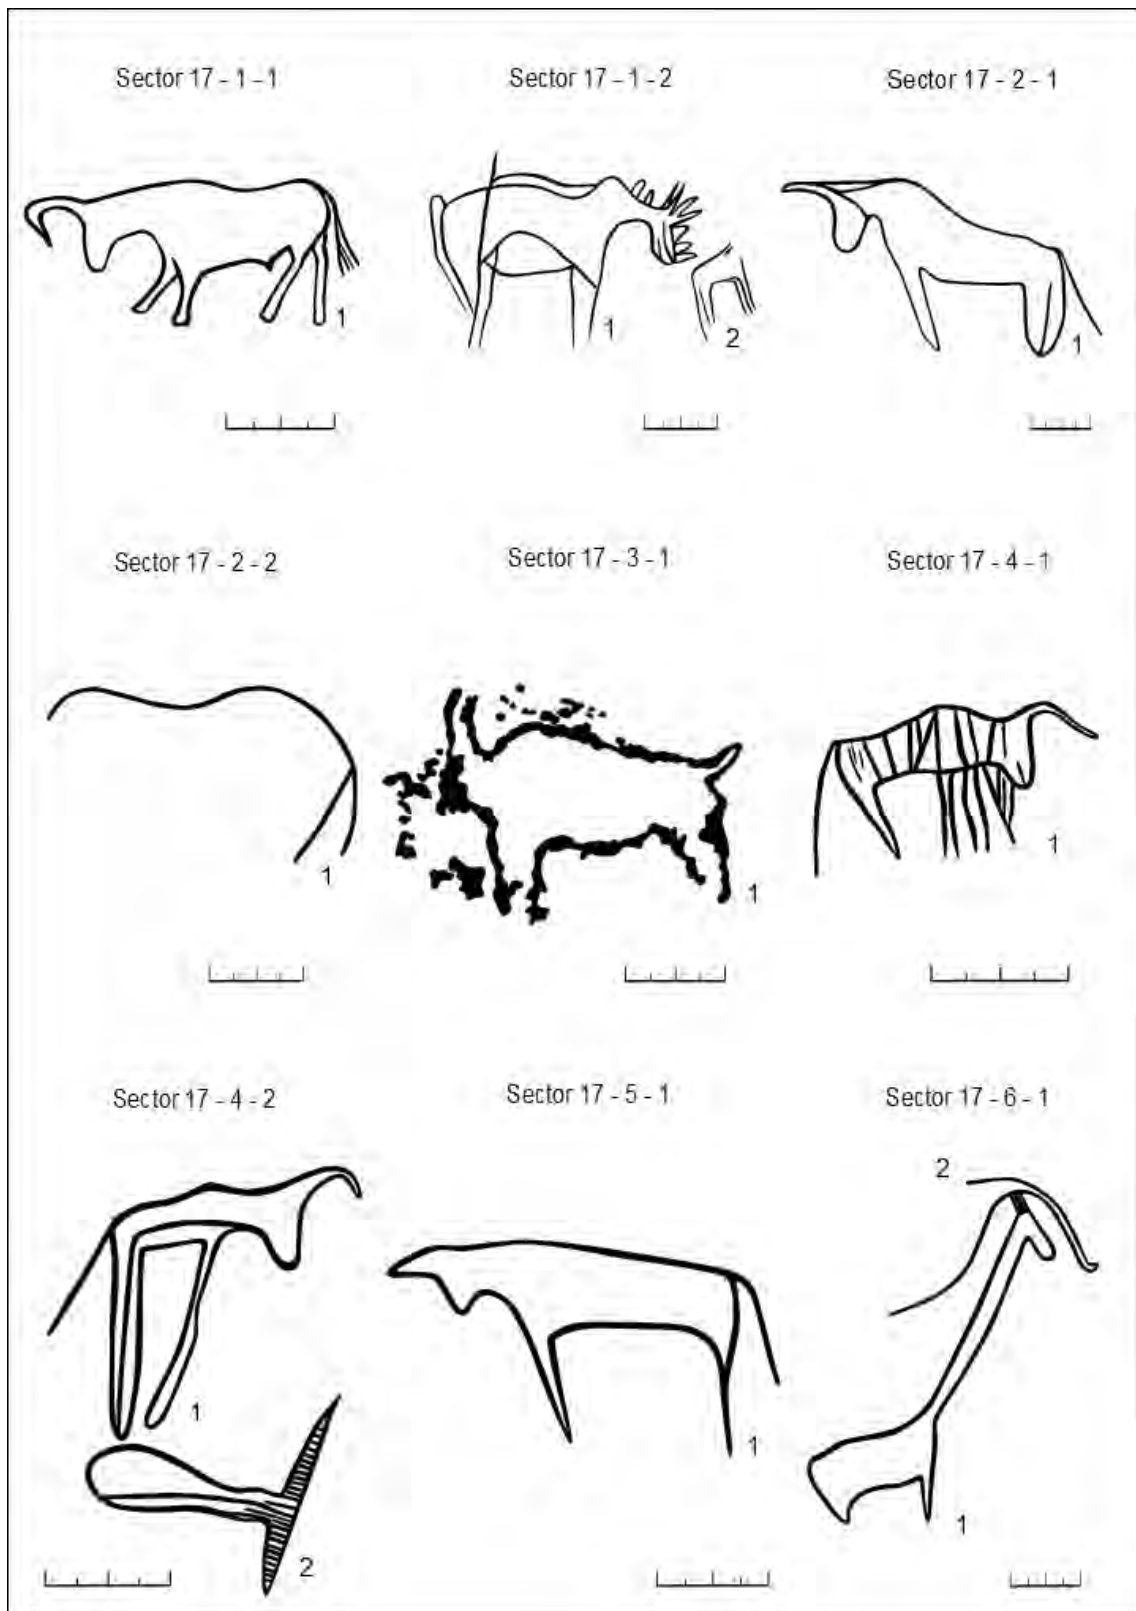 Sector 17 - 1 - 1
Sector 17 - 1 - 2
Sector 17 - 2 - 1
1
1
2
1
Sector 17 - 2 - 2
Sector 17 - 3 - 1
Sector 17 - 4 - 1
1
1
1
Sector 17 - 4 - 2
Sector 17 - 5 - 1
Sector 17 - 6 - 1
2
1
2
1
1